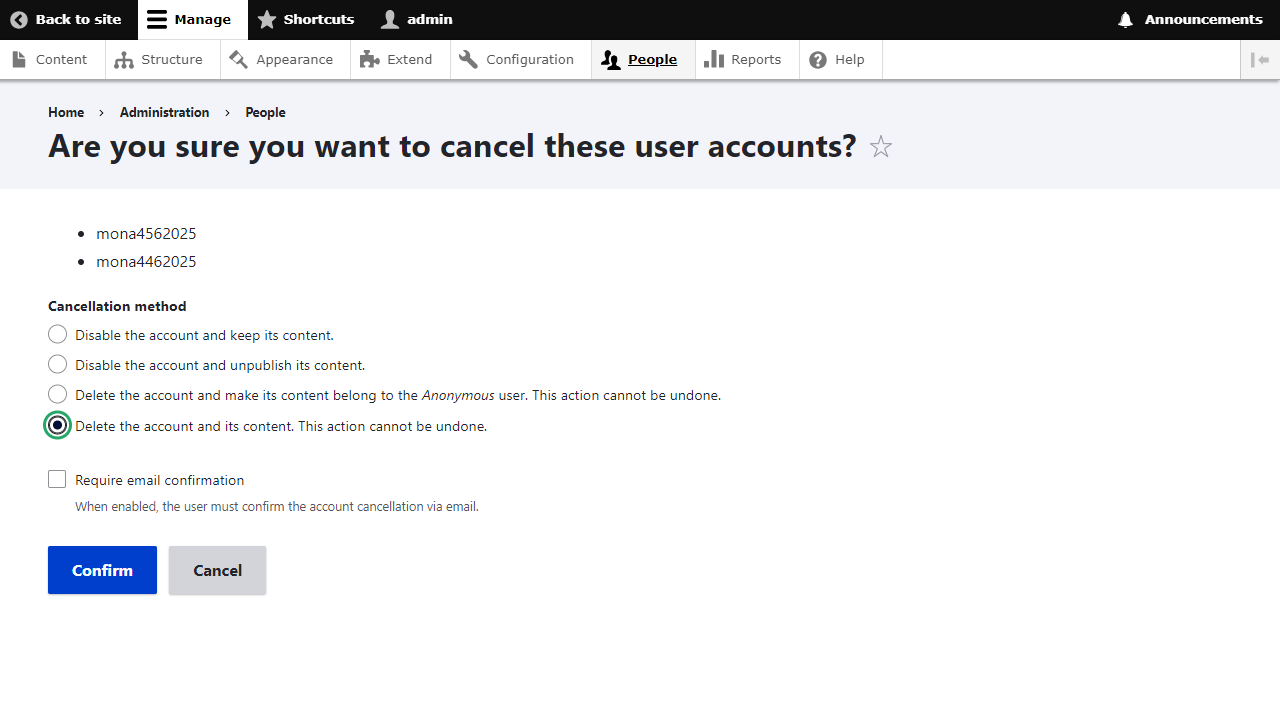 Back to site
Manage
Shortcuts
admin
Announcements
Content
Structure
Appearance
Extend
Configuration
People
Reports
Help
Home › Administration › People
Are you sure you want to cancel these user accounts?
mona4562025
mona4462025
Cancellation method
Disable the account and keep its content.
Disable the account and unpublish its content.
Delete the account and make its content belong to the Anonymous user. This action cannot be undone.
Delete the account and its content. This action cannot be undone.
Require email confirmation
When enabled, the user must confirm the account cancellation via email.
Confirm
Cancel